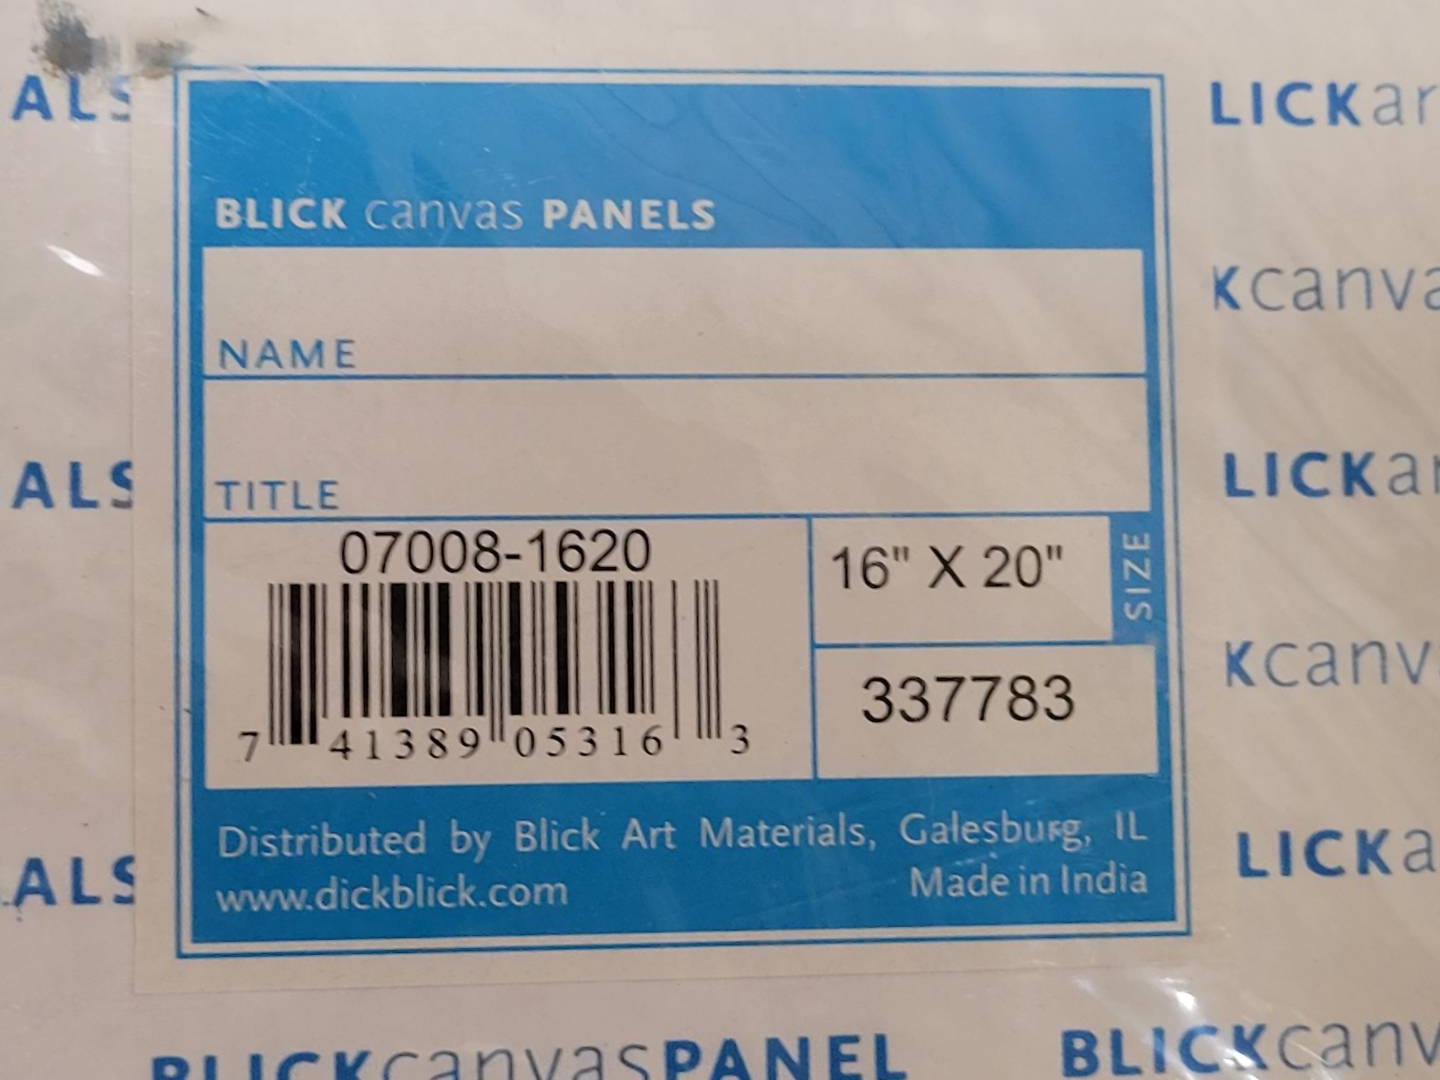 ALS
LICKar
BLICK canvas PANELS
Kcanva
NAME
ALS
LICKar
TITLE
07008-1620
16" X 20"
SIZE
Kcanv
337783
7 41389 05316 3
Distributed by Blick Art Materials, Galesburg, IL
www.dickblick.com
Made in India
ALS
LICKa
BLICKcanvasPANEL
BLICKcanv